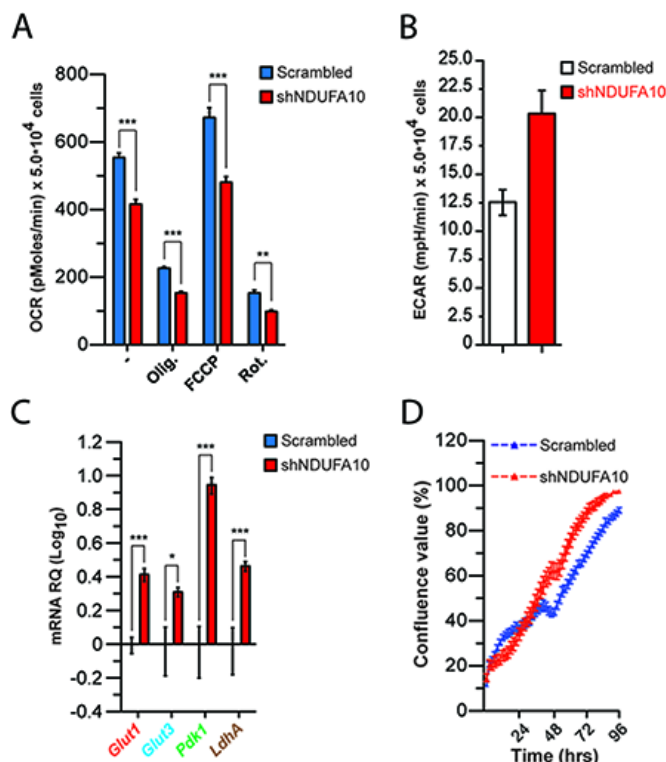 A
OCR (pMoles/min) x 5.0*10⁴ cells
800
600
400
200
0
Scrambled
shNDUFA10
***
***
***
**
-
Olig.
FCCP
Rot.
B
ECAR (mpH/min) x 5.0*10⁴ cells
25.0
22.5
20.0
17.5
15.0
12.5
10.0
7.5
5.0
2.5
0.0
Scrambled
shNDUFA10
C
mRNA RQ (Log₁₀)
1.2
1.0
0.8
0.6
0.4
0.2
0
-0.2
-0.4
Scrambled
shNDUFA10
***
*
***
***
Glut1
Glut3
Pdk1
LdhA
D
Confluence value (%)
120
100
80
60
40
20
0
Scrambled
shNDUFA10
24
48
72
96
Time (hrs)